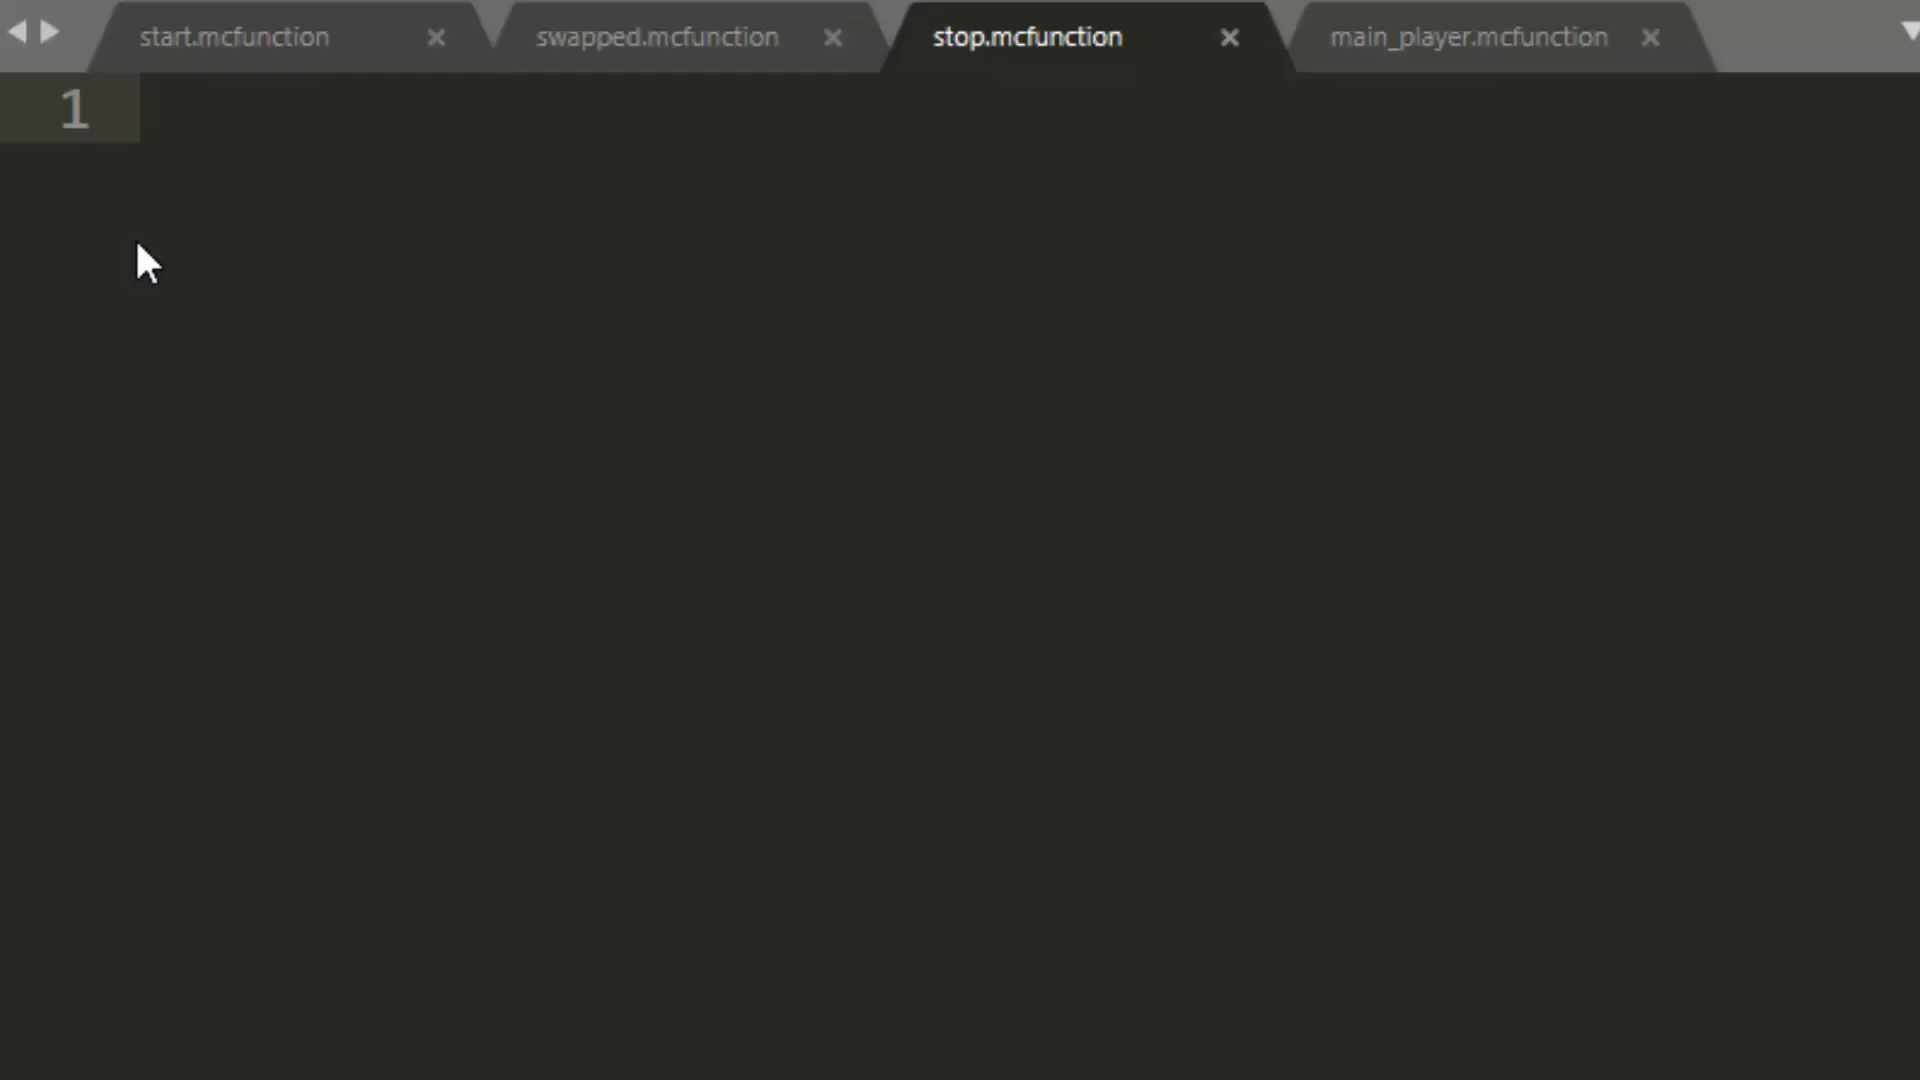 start.mcfunction × swapped.mcfunction × stop.mcfunction × main_player.mcfunction ×
1